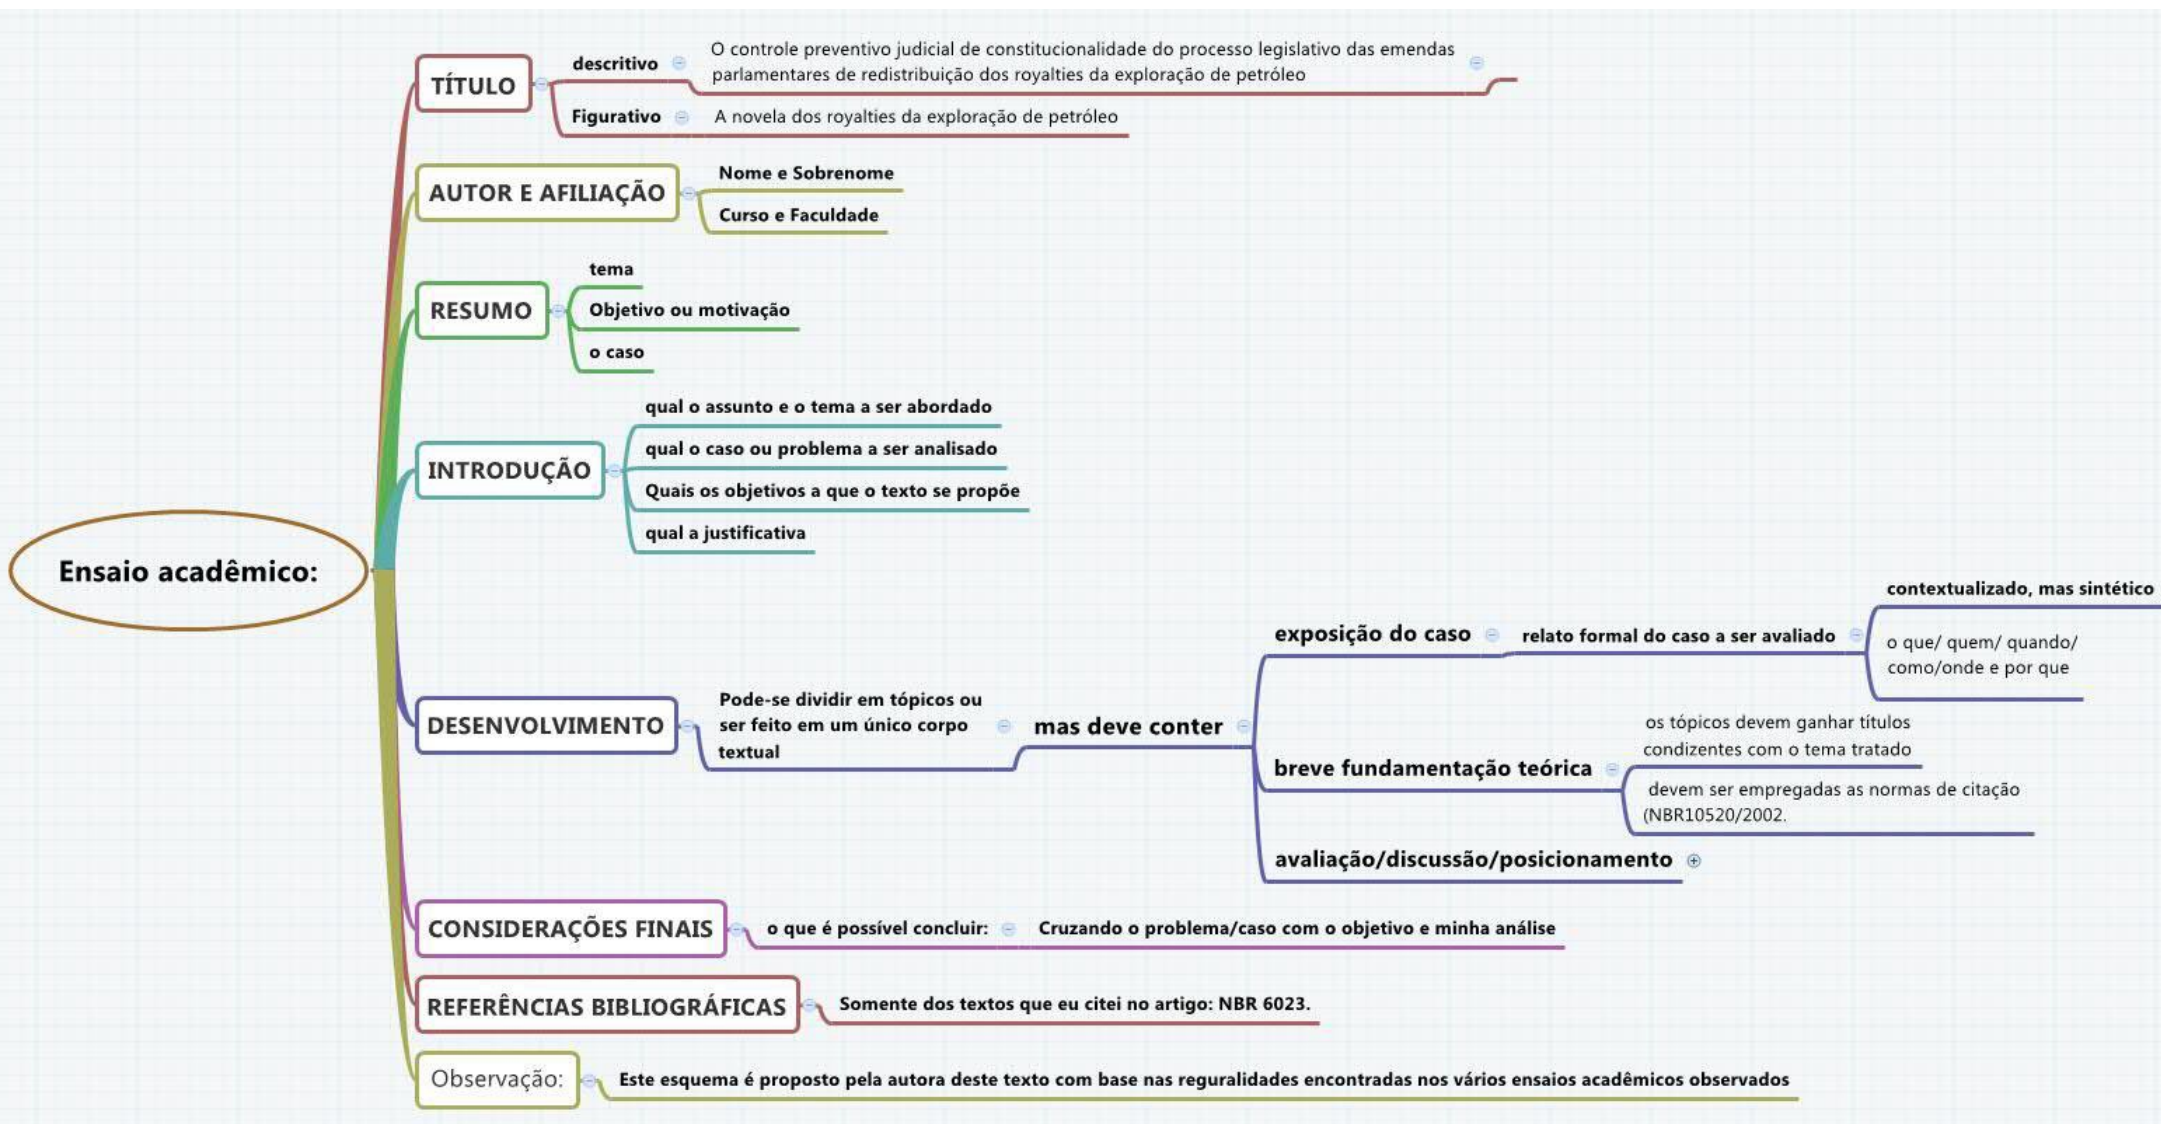 Ensaio acadêmico:
TÍTULO
descritivo
O controle preventivo judicial de constitucionalidade do processo legislativo das emendas
parlamentares de redistribuição dos royalties da exploração de petróleo
Figurativo
A novela dos royalties da exploração de petróleo
AUTOR E AFILIAÇÃO
Nome e Sobrenome
Curso e Faculdade
RESUMO
tema
Objetivo ou motivação
o caso
INTRODUÇÃO
qual o assunto e o tema a ser abordado
qual o caso ou problema a ser analisado
Quais os objetivos a que o texto se propõe
qual a justificativa
DESENVOLVIMENTO
Pode-se dividir em tópicos ou
ser feito em um único corpo
textual
mas deve conter
exposição do caso
relato formal do caso a ser avaliado
contextualizado, mas sintético
o que/ quem/ quando/
como/onde e por que
breve fundamentação teórica
os tópicos devem ganhar títulos
condizentes com o tema tratado
devem ser empregadas as normas de citação
(NBR10520/2002.
avaliação/discussão/posicionamento
CONSIDERAÇÕES FINAIS
o que é possível concluir:
Cruzando o problema/caso com o objetivo e minha análise
REFERÊNCIAS BIBLIOGRÁFICAS
Somente dos textos que eu citei no artigo: NBR 6023.
Observação:
Este esquema é proposto pela autora deste texto com base nas reguralidades encontradas nos vários ensaios acadêmicos observados